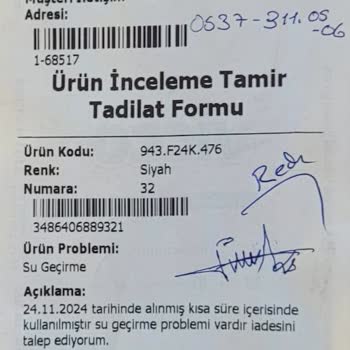 Müşteri İletişim
Adresi:
0537-311.05
-06
1-68517
Ürün İnceleme Tamir
Tadilat Formu
Ürün Kodu: 943.F24K.476
Renk: Siyah
Numara: 32
3486406889321
Red
Ürün Problemi:
Su Geçirme
Açıklama:
24.11.2024 tarihinde alınmış kısa süre içerisinde
kullanılmıştır su geçirme problemi vardır iadesini
talep ediyorum.